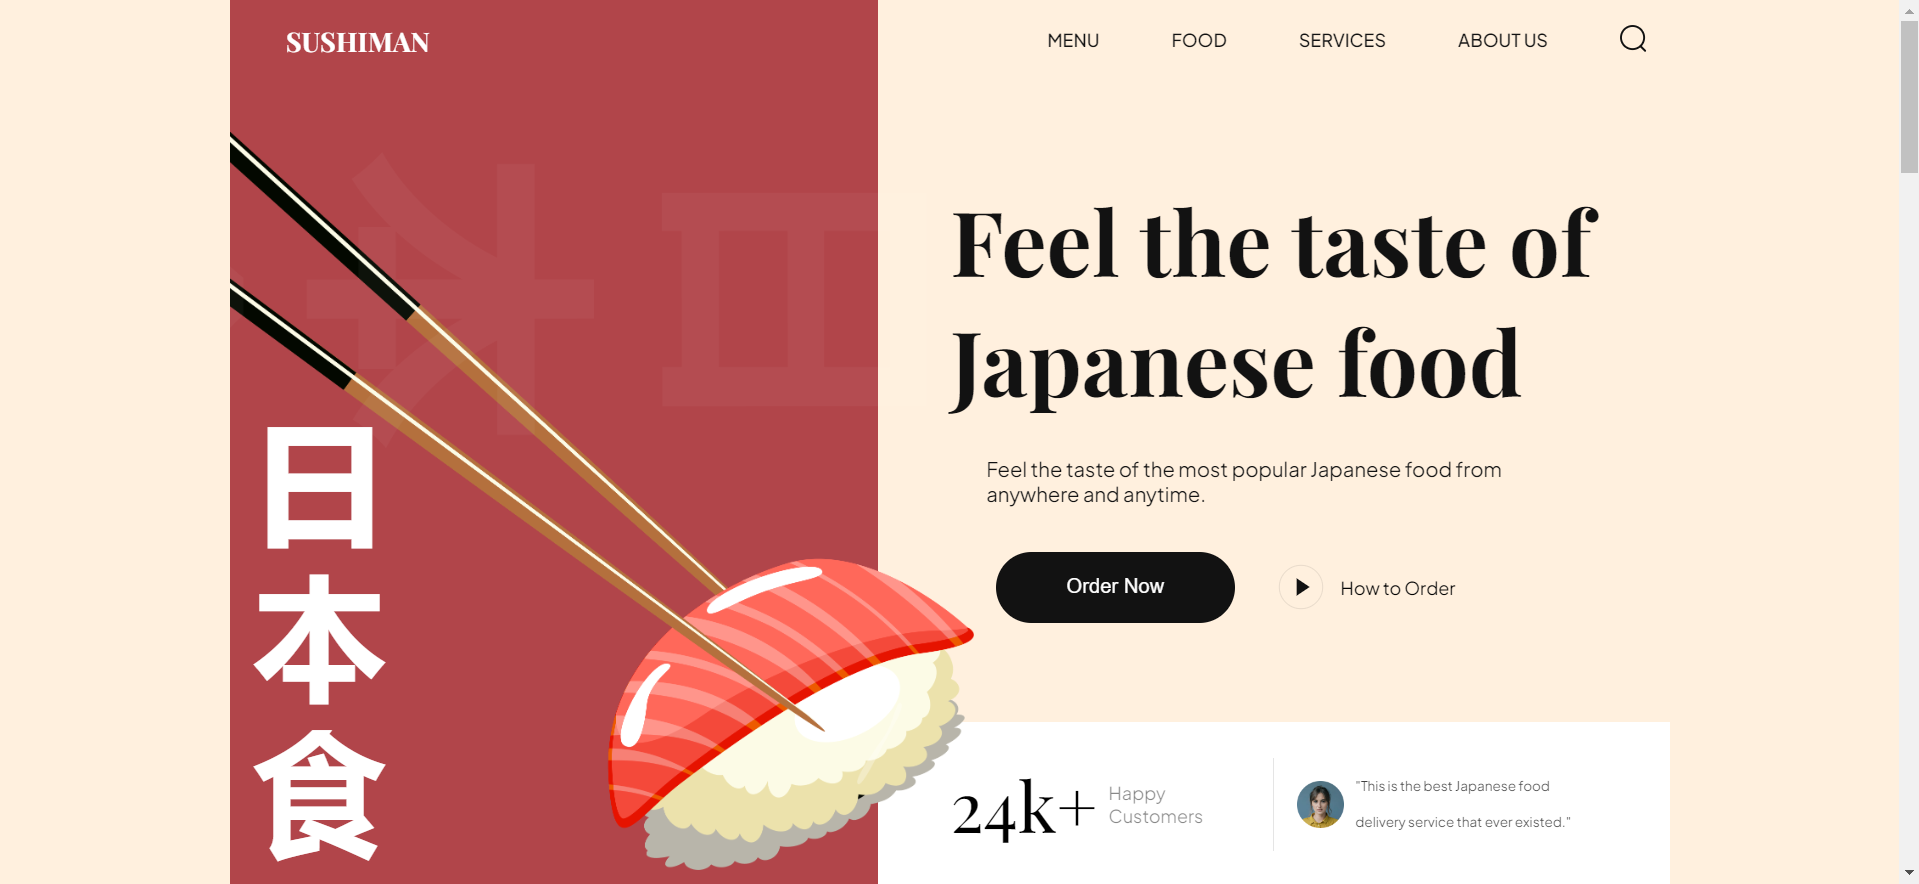 SUSHIMAN
MENU
FOOD
SERVICES
ABOUT US
日
本
食
Feel the taste of
Japanese food
Feel the taste of the most popular Japanese food from
anywhere and anytime.
Order Now
How to Order
24k+
Happy
Customers
"This is the best Japanese food
delivery service that ever existed."